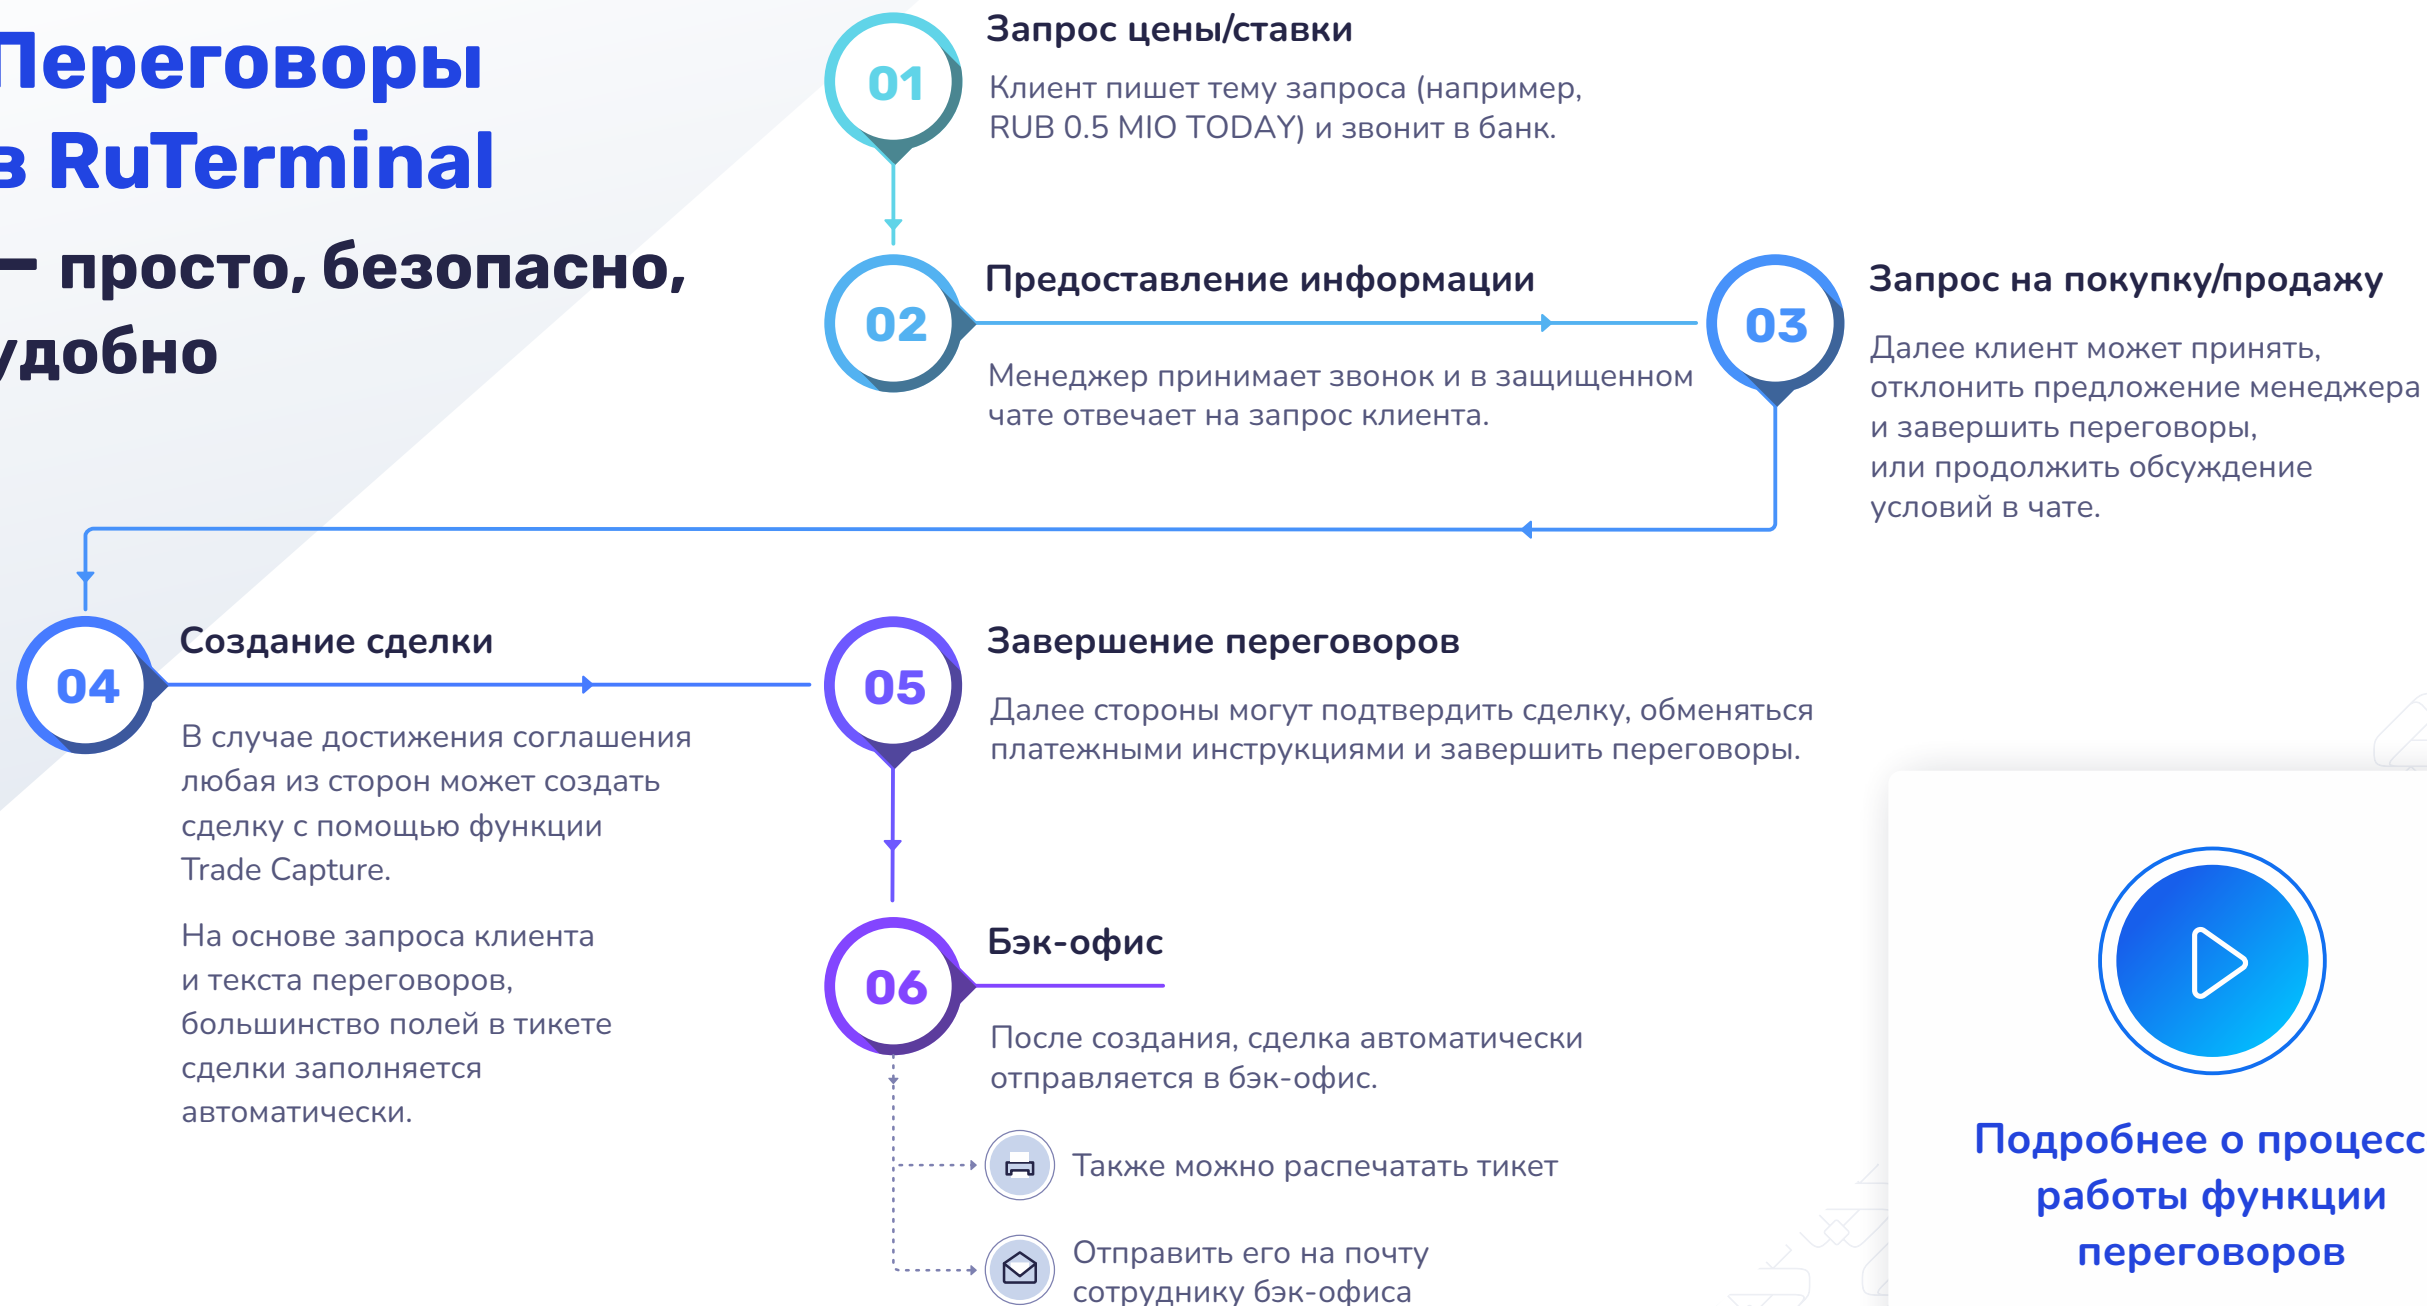 Переговоры
в RuTerminal
— просто, безопасно,
удобно
01
Запрос цены/ставки
Клиент пишет тему запроса (например,
RUB 0.5 MIO TODAY) и звонит в банк.
02
Предоставление информации
Менеджер принимает звонок и в защищенном
чате отвечает на запрос клиента.
03
Запрос на покупку/продажу
Далее клиент может принять,
отклонить предложение менеджера
и завершить переговоры,
или продолжить обсуждение
условий в чате.
04
Создание сделки
В случае достижения соглашения
любая из сторон может создать
сделку с помощью функции
Trade Capture.
На основе запроса клиента
и текста переговоров,
большинство полей в тикете
сделки заполняется
автоматически.
05
Завершение переговоров
Далее стороны могут подтвердить сделку, обменяться
платежными инструкциями и завершить переговоры.
06
Бэк-офис
После создания, сделка автоматически
отправляется в бэк-офис.
Также можно распечатать тикет
Отправить его на почту
сотруднику бэк-офиса
Подробнее о процесс
работы функции
переговоров